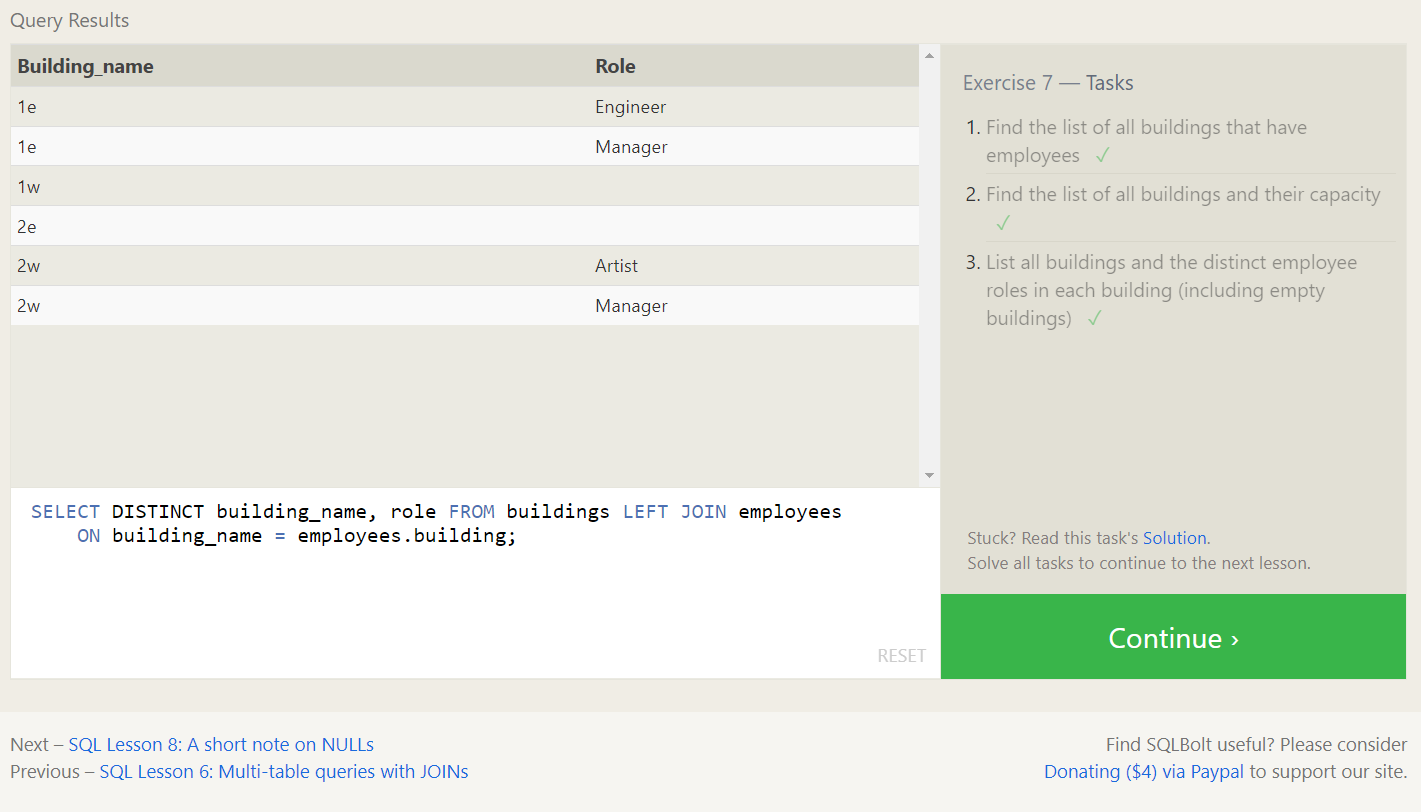 Query Results
Building_name Role
1e Engineer
1e Manager
1w
2e
2w Artist
2w Manager
SELECT DISTINCT building_name, role FROM buildings LEFT JOIN employees
ON building_name = employees.building;
RESET
Exercise 7 — Tasks
1. Find the list of all buildings that have
employees ✓
2. Find the list of all buildings and their capacity
✓
3. List all buildings and the distinct employee
roles in each building (including empty
buildings) ✓
Stuck? Read this task's Solution.
Solve all tasks to continue to the next lesson.
Continue ›
Next – SQL Lesson 8: A short note on NULLs
Previous – SQL Lesson 6: Multi-table queries with JOINs
Find SQLBolt useful? Please consider
Donating ($4) via Paypal to support our site.